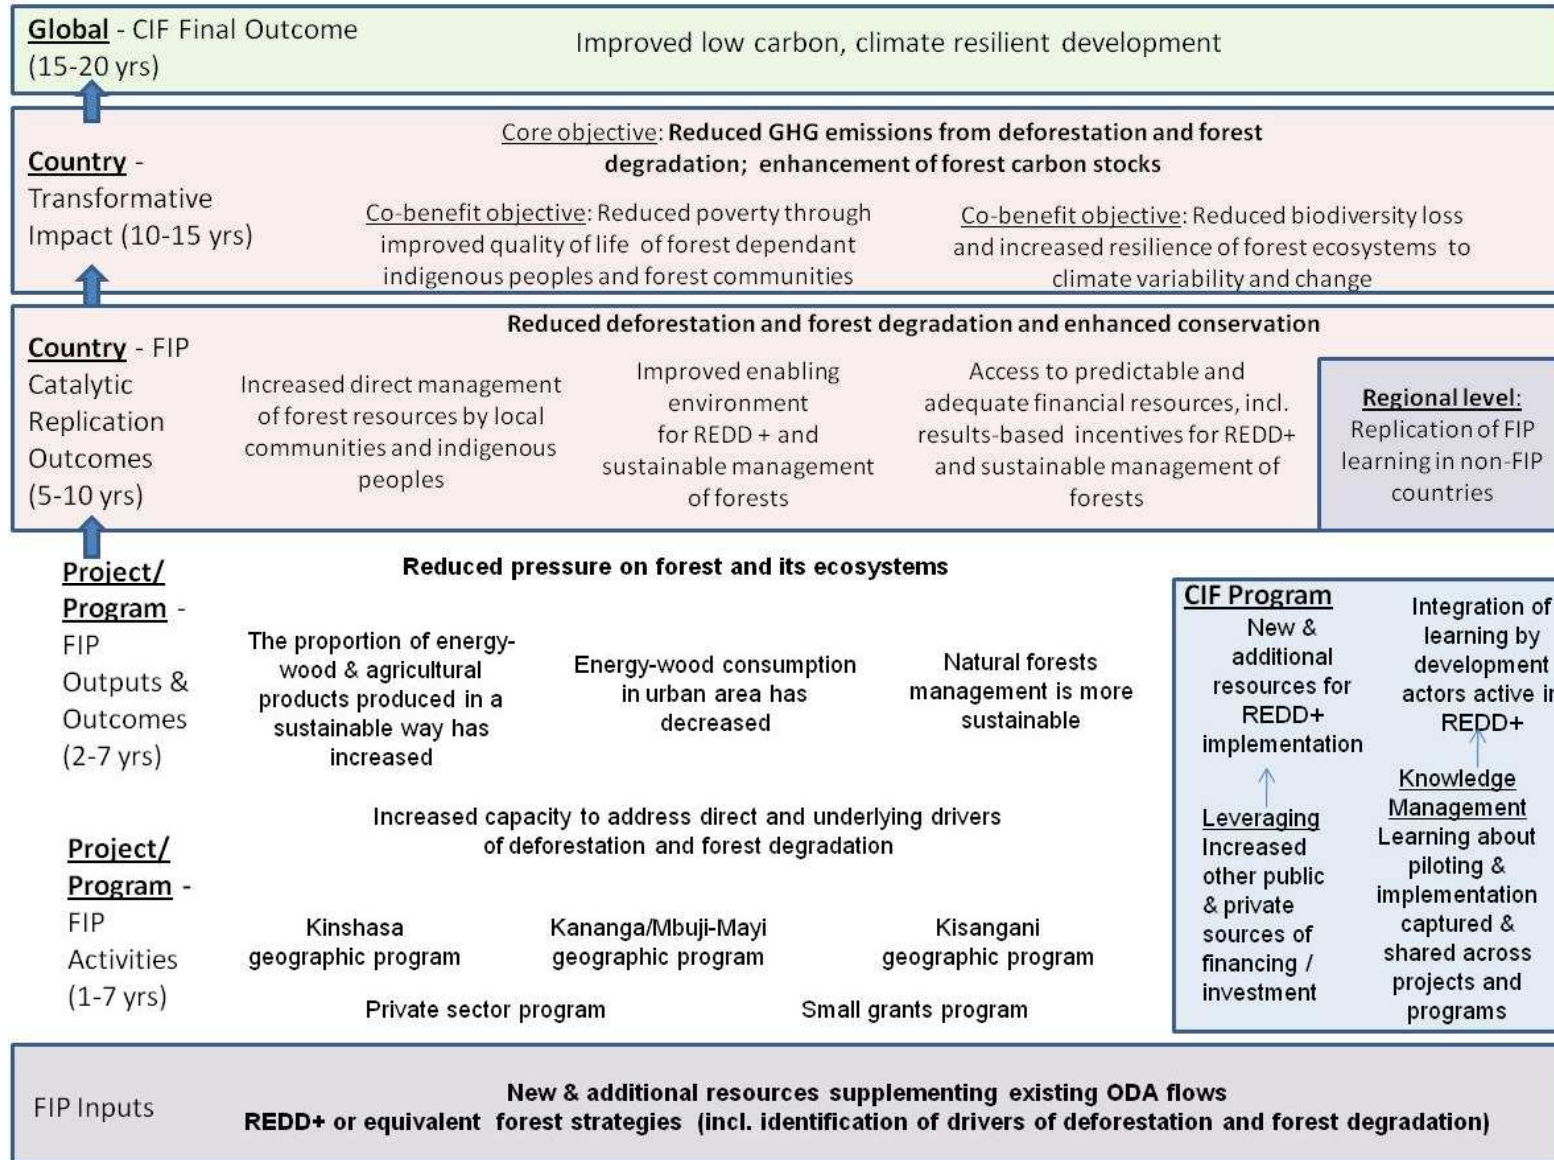 Global - CIF Final Outcome
(15-20 yrs)
Improved low carbon, climate resilient development
Country -
Transformative
Impact (10-15 yrs)
Core objective: Reduced GHG emissions from deforestation and forest
degradation; enhancement of forest carbon stocks
Co-benefit objective: Reduced poverty through
improved quality of life of forest dependant
indigenous peoples and forest communities
Co-benefit objective: Reduced biodiversity loss
and increased resilience of forest ecosystems to
climate variability and change
Country - FIP
Catalytic
Replication
Outcomes
(5-10 yrs)
Reduced deforestation and forest degradation and enhanced conservation
Increased direct management
of forest resources by local
communities and indigenous
peoples
Improved enabling
environment
for REDD + and
sustainable management
of forests
Access to predictable and
adequate financial resources, incl.
results-based incentives for REDD+
and sustainable management of
forests
Regional level:
Replication of FIP
learning in non-FIP
countries
Project/
Program -
FIP
Outputs &
Outcomes
(2-7 yrs)
Reduced pressure on forest and its ecosystems
The proportion of energy-
wood & agricultural
products produced in a
sustainable way has
increased
Energy-wood consumption
in urban area has
decreased
Natural forests
management is more
sustainable
Increased capacity to address direct and underlying drivers
of deforestation and forest degradation
Project/
Program -
FIP
Activities
(1-7 yrs)
Kinshasa
geographic program
Kananga/Mbuji-Mayi
geographic program
Kisangani
geographic program
Private sector program
Small grants program
CIF Program
New &
additional
resources for
REDD+
implementation
Leveraging
Increased
other public
& private
sources of
financing /
investment
Integration of
learning by
development
actors active in
REDD+
Knowledge
Management
Learning about
piloting &
implementation
captured &
shared across
projects and
programs
FIP Inputs
New & additional resources supplementing existing ODA flows
REDD+ or equivalent forest strategies (incl. identification of drivers of deforestation and forest degradation)